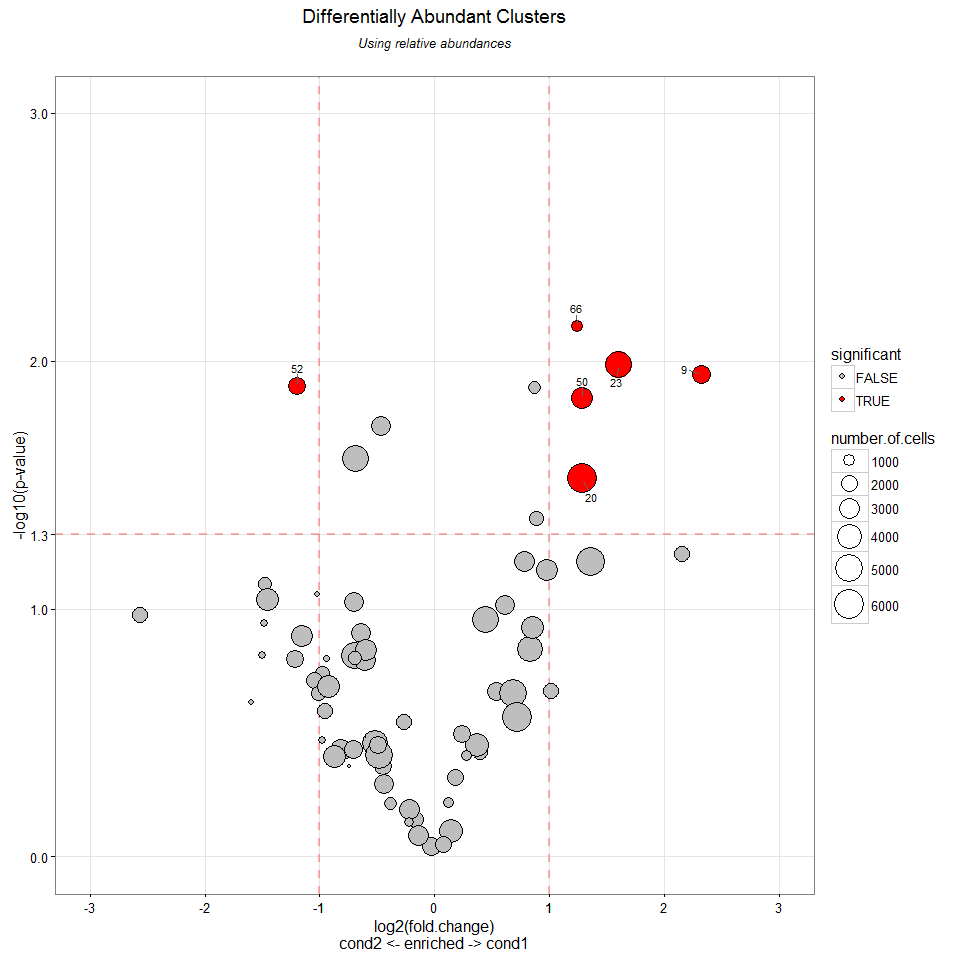 Differentially Abundant Clusters
Using relative abundances
-log10(p-value)
3.0
2.0
1.3
1.0
0.0
66
52
50
23
9
20
-3
-2
-1
0
1
2
3
log2(fold.change)
cond2 <- enriched -> cond1
significant
FALSE
TRUE
number.of.cells
1000
2000
3000
4000
5000
6000